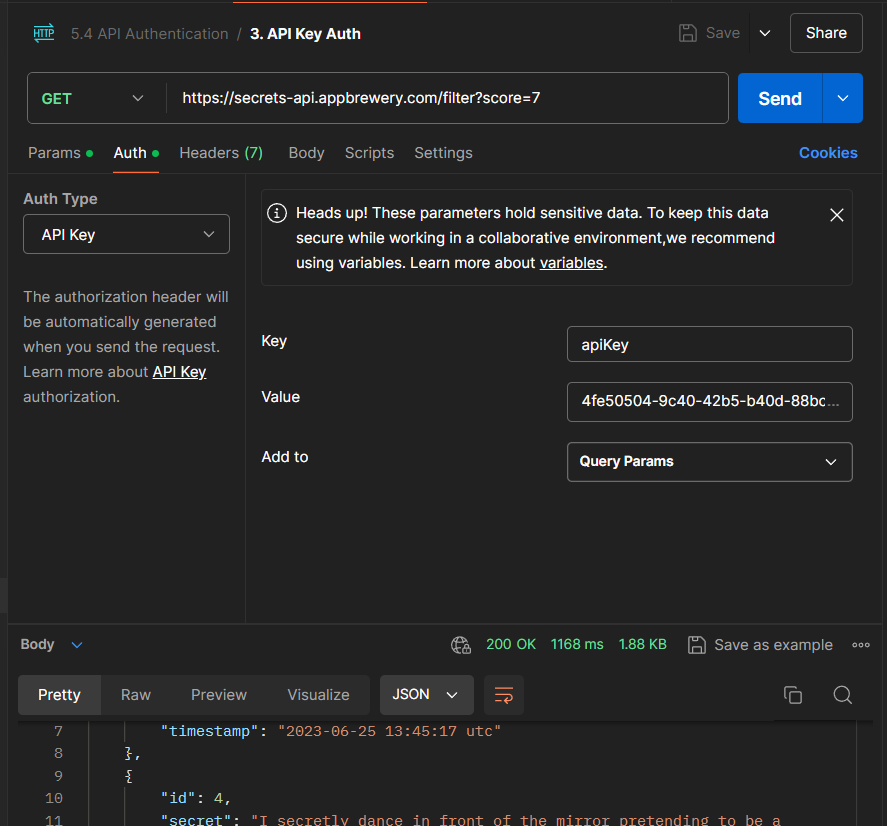 HTTP 5.4 API Authentication / 3. API Key Auth Save Share
GET https://secrets-api.appbrewery.com/filter?score=7 Send
Params Auth Headers (7) Body Scripts Settings Cookies
Auth Type
API Key
The authorization header will
be automatically generated
when you send the request.
Learn more about API Key
authorization.
Heads up! These parameters hold sensitive data. To keep this data
secure while working in a collaborative environment,we recommend
using variables. Learn more about variables.
Key apiKey
Value 4fe50504-9c40-42b5-b40d-88bc...
Add to Query Params
Body 200 OK 1168 ms 1.88 KB Save as example
Pretty Raw Preview Visualize JSON
7 "timestamp": "2023-06-25 13:45:17 utc"
8 },
9 {
10 "id": 4,
11 "secret": "I secretly dance in front of the mirror pretending to be a